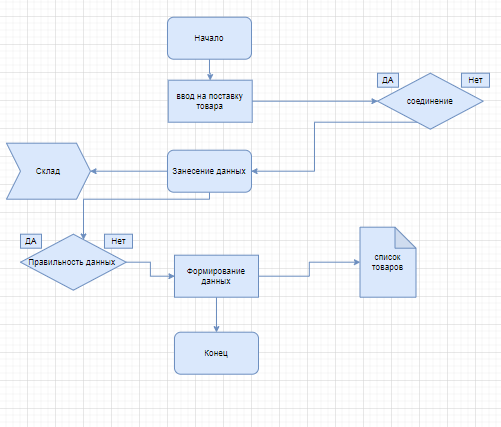 Начало
ввод на поставку
товара
ДА
Нет
соединение
Склад
Занесение данных
ДА
Нет
Правильность данных
Формирование
данных
список
товаров
Конец